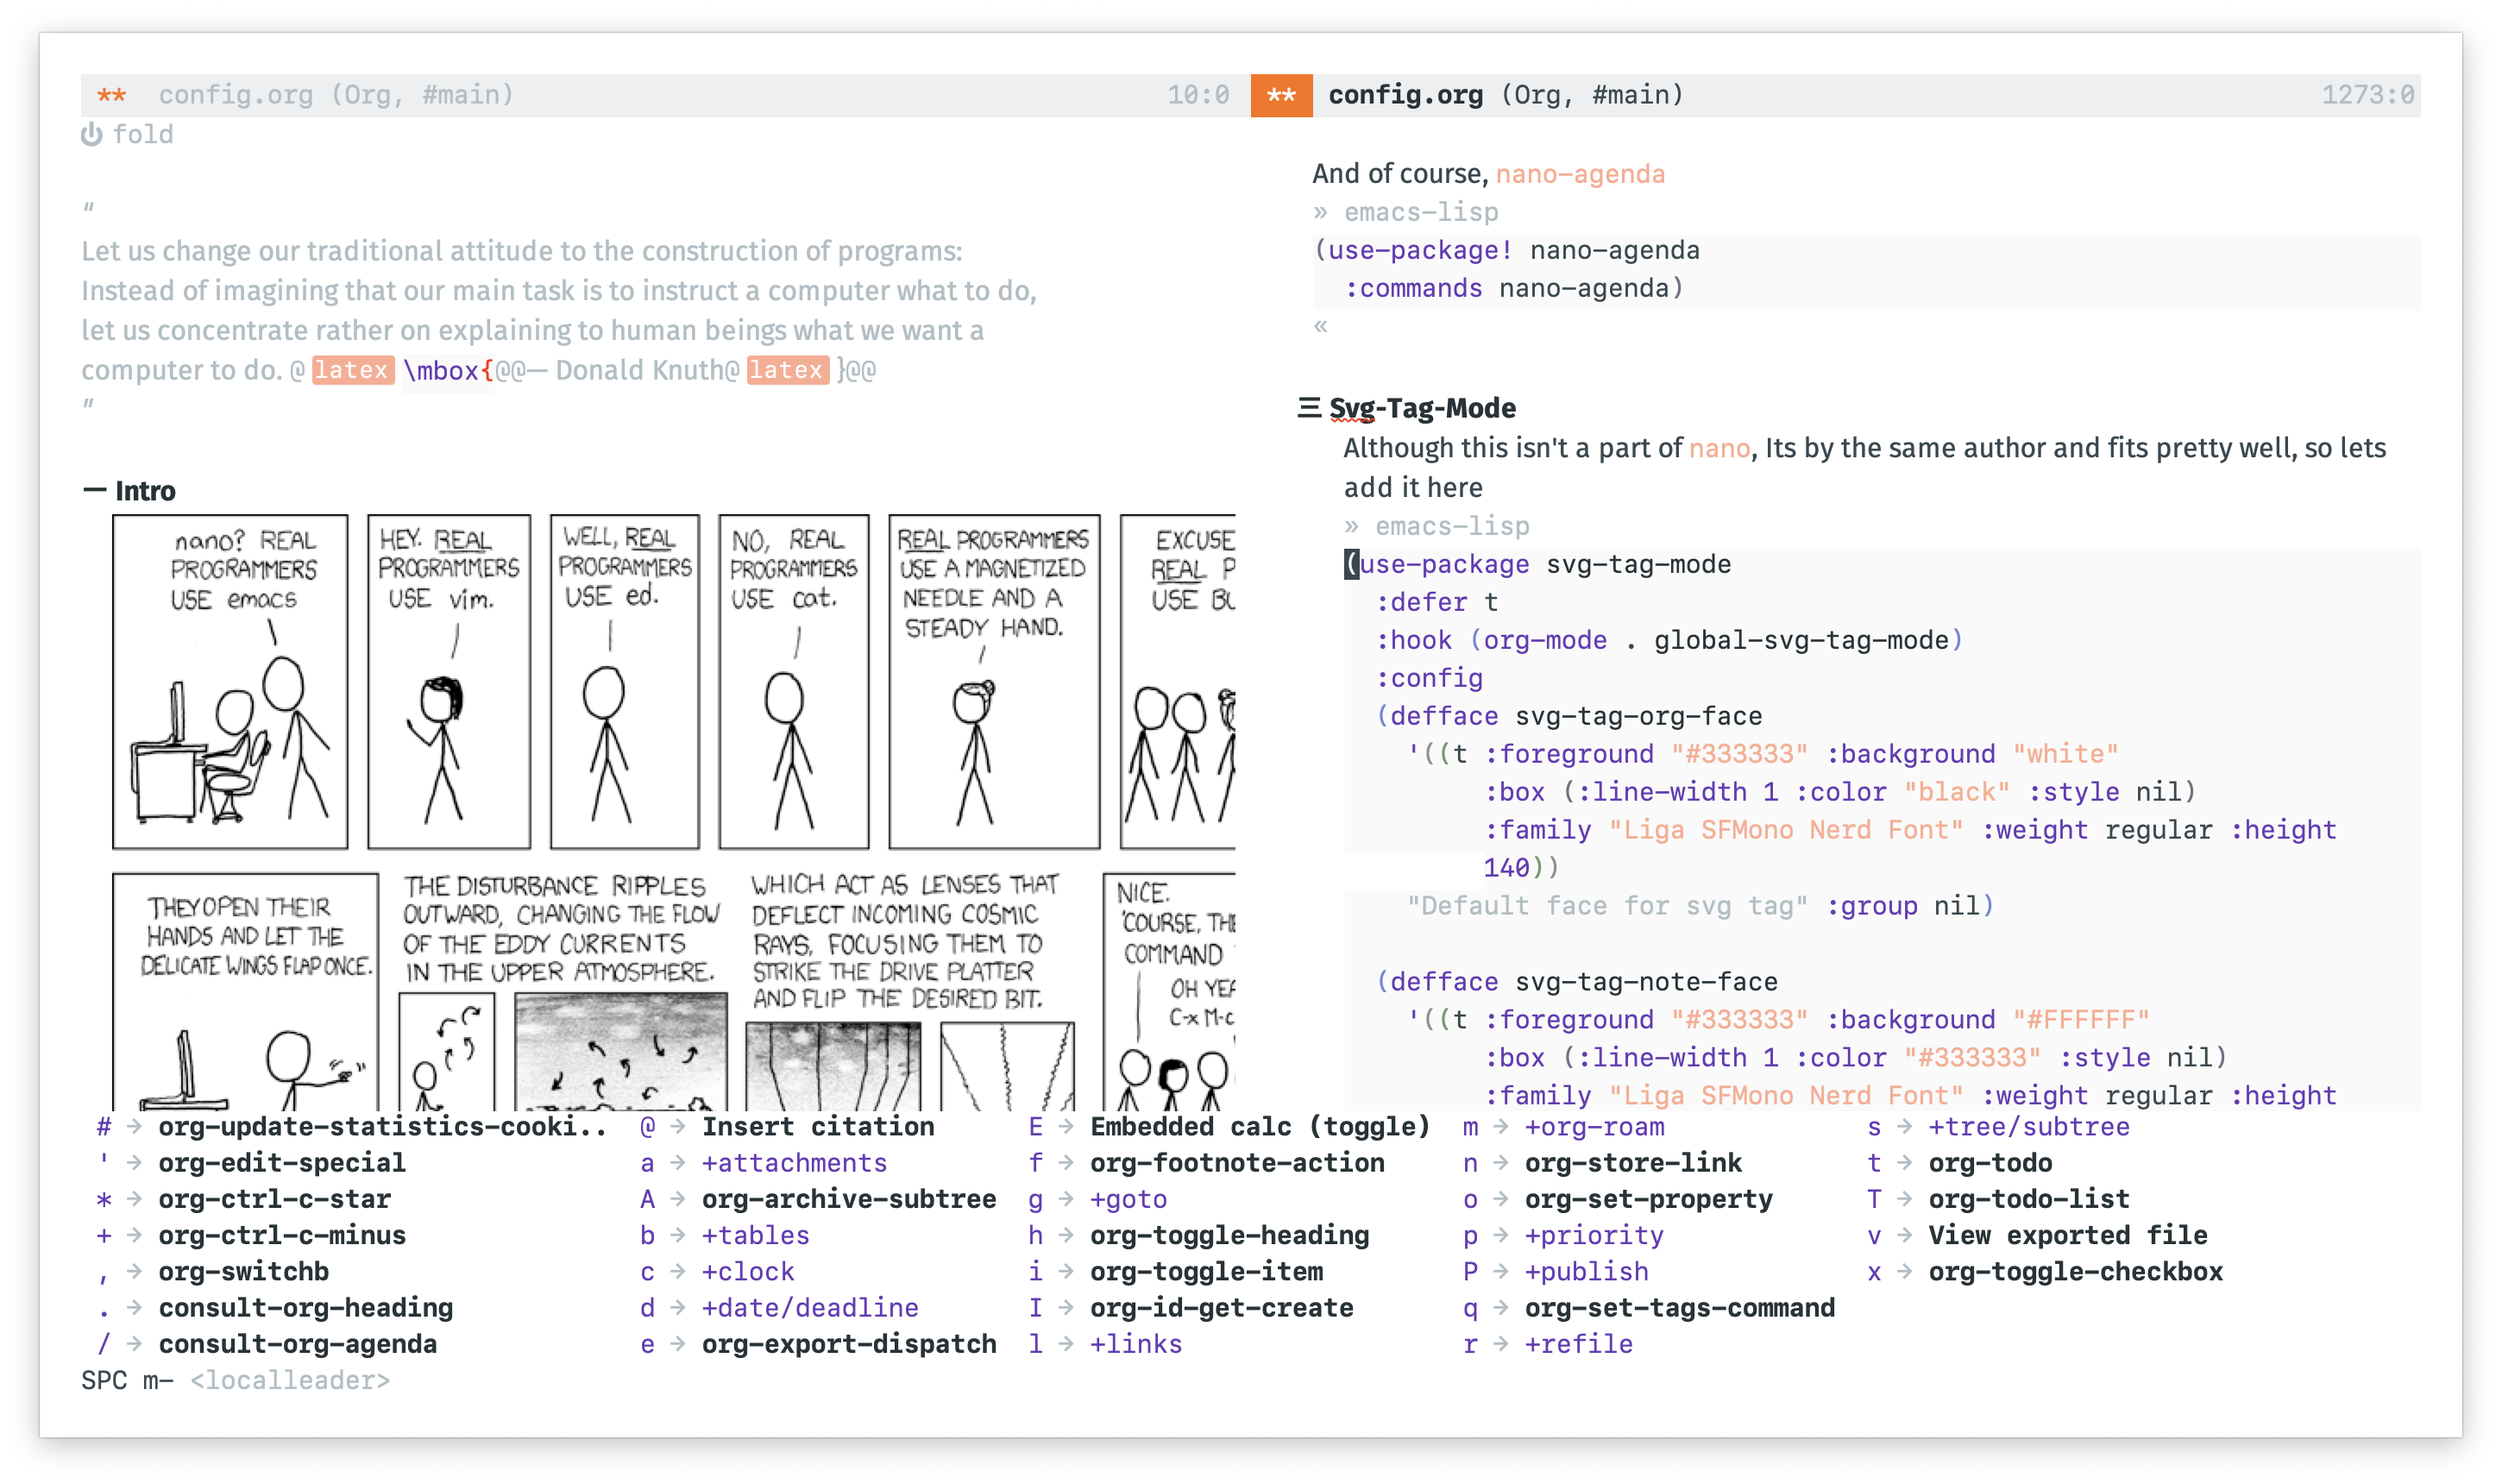 ** config.org (Org, #main) 10:0
fold
“
Let us change our traditional attitude to the construction of programs:
Instead of imagining that our main task is to instruct a computer what to do,
let us concentrate rather on explaining to human beings what we want a
computer to do. @ latex \mbox{@@— Donald Knuth@ latex }@@
”
— Intro
nano? REAL
PROGRAMMERS
USE emacs
HEY. REAL
PROGRAMMERS
USE vim.
WELL, REAL
PROGRAMMERS
USE ed.
NO, REAL
PROGRAMMERS
USE cat.
REAL PROGRAMMERS
USE A MAGNETIZED
NEEDLE AND A
STEADY HAND.
EXCUSE
REAL P
USE BU
THEY OPEN THEIR
HANDS AND LET THE
DELICATE WINGS FLAP ONCE.
THE DISTURBANCE RIPPLES
OUTWARD, CHANGING THE FLOW
OF THE EDDY CURRENTS
IN THE UPPER ATMOSPHERE.
WHICH ACT AS LENSES THAT
DEFLECT INCOMING COSMIC
RAYS, FOCUSING THEM TO
STRIKE THE DRIVE PLATTER
AND FLIP THE DESIRED BIT.
NICE.
'COURSE, THE
COMMAND
OH YEA
C-x M-c
** config.org (Org, #main) 1273:0
And of course, nano-agenda
» emacs-lisp
(use-package! nano-agenda
:commands nano-agenda)
«
三 Svg-Tag-Mode
Although this isn't a part of nano, Its by the same author and fits pretty well, so lets
add it here
» emacs-lisp
(use-package svg-tag-mode
:defer t
:hook (org-mode . global-svg-tag-mode)
:config
(defface svg-tag-org-face
'((t :foreground "#333333" :background "white"
:box (:line-width 1 :color "black" :style nil)
:family "Liga SFMono Nerd Font" :weight regular :height
140))
"Default face for svg tag" :group nil)
(defface svg-tag-note-face
'((t :foreground "#333333" :background "#FFFFFF"
:box (:line-width 1 :color "#333333" :style nil)
:family "Liga SFMono Nerd Font" :weight regular :height
# → org-update-statistics-cooki.. @ → Insert citation E → Embedded calc (toggle) m → +org-roam s → +tree/subtree
' → org-edit-special a → +attachments f → org-footnote-action n → org-store-link t → org-todo
* → org-ctrl-c-star A → org-archive-subtree g → +goto o → org-set-property T → org-todo-list
+ → org-ctrl-c-minus b → +tables h → org-toggle-heading p → +priority v → View exported file
, → org-switchb c → +clock i → org-toggle-item P → +publish x → org-toggle-checkbox
. → consult-org-heading d → +date/deadline I → org-id-get-create q → org-set-tags-command
/ → consult-org-agenda e → org-export-dispatch l → +links r → +refile
SPC m- <localleader>